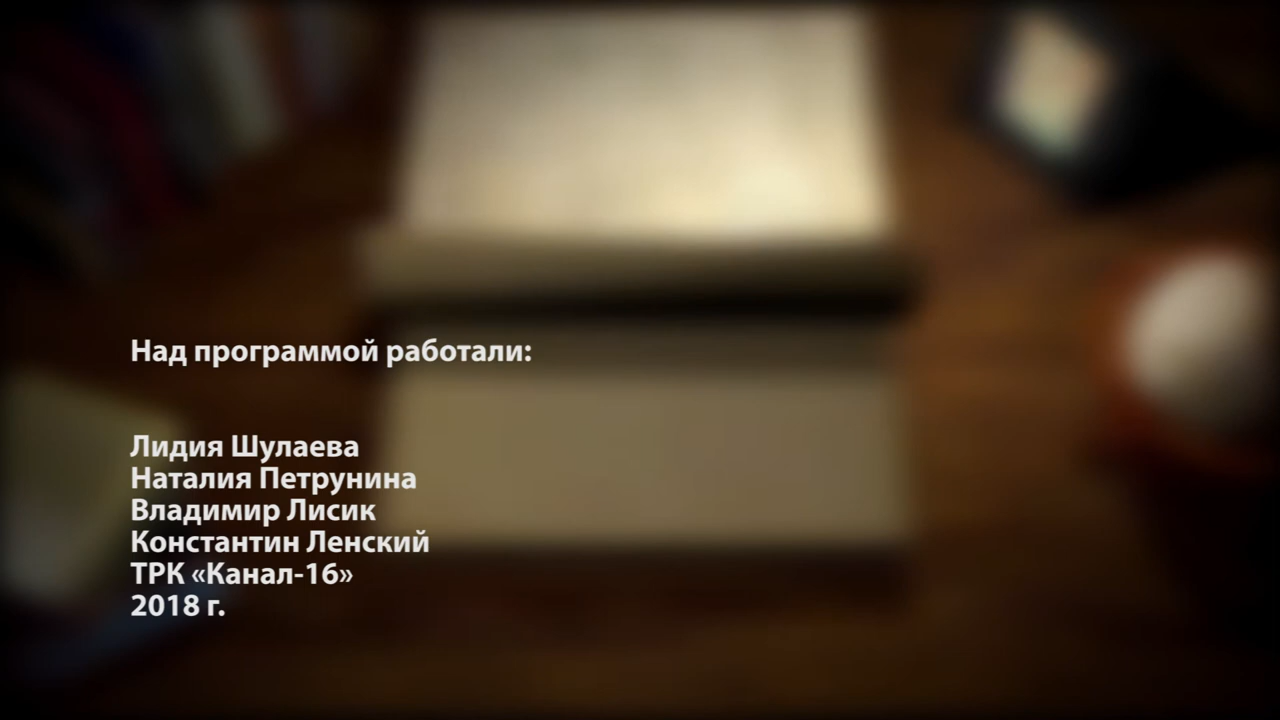 Над программой работали:
Лидия Шулаева
Наталия Петрунина
Владимир Лисик
Константин Ленский
ТРК «Канал-16»
2018 г.